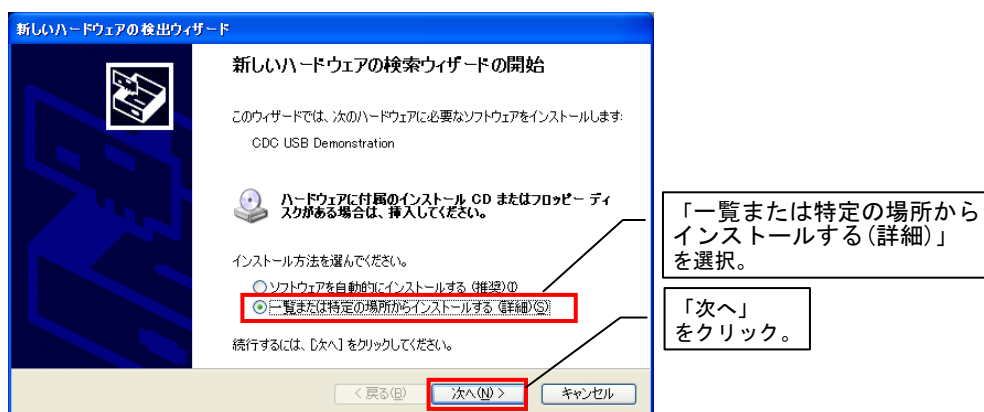 新しいハードウェアの検出ウィザード
新しいハードウェアの検索ウィザードの開始
このウィザードでは、次のハードウェアに必要なソフトウェアをインストールします:
CDC USB Demonstration
ハードウェアに付属のインストール CD またはフロッピー ディ
スクがある場合は、挿入してください。
インストール方法を選んでください。
ソフトウェアを自動的にインストールする (推奨)(I)
一覧または特定の場所からインストールする (詳細)(S)
続行するには、[次へ] をクリックしてください。
< 戻る(B)
次へ(N) >
キャンセル
「一覧または特定の場所から
インストールする(詳細)」
を選択。
「次へ」
をクリック。